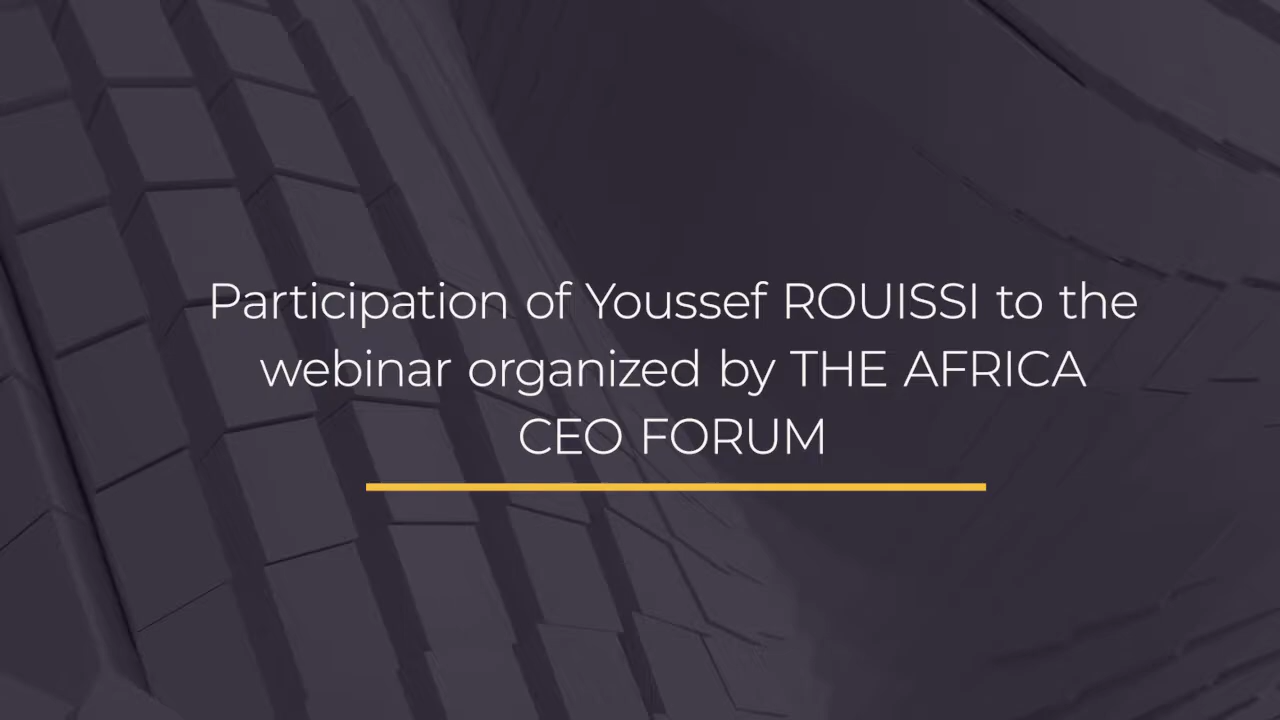 Participation of Youssef ROUISSI to the
webinar organized by THE AFRICA
CEO FORUM